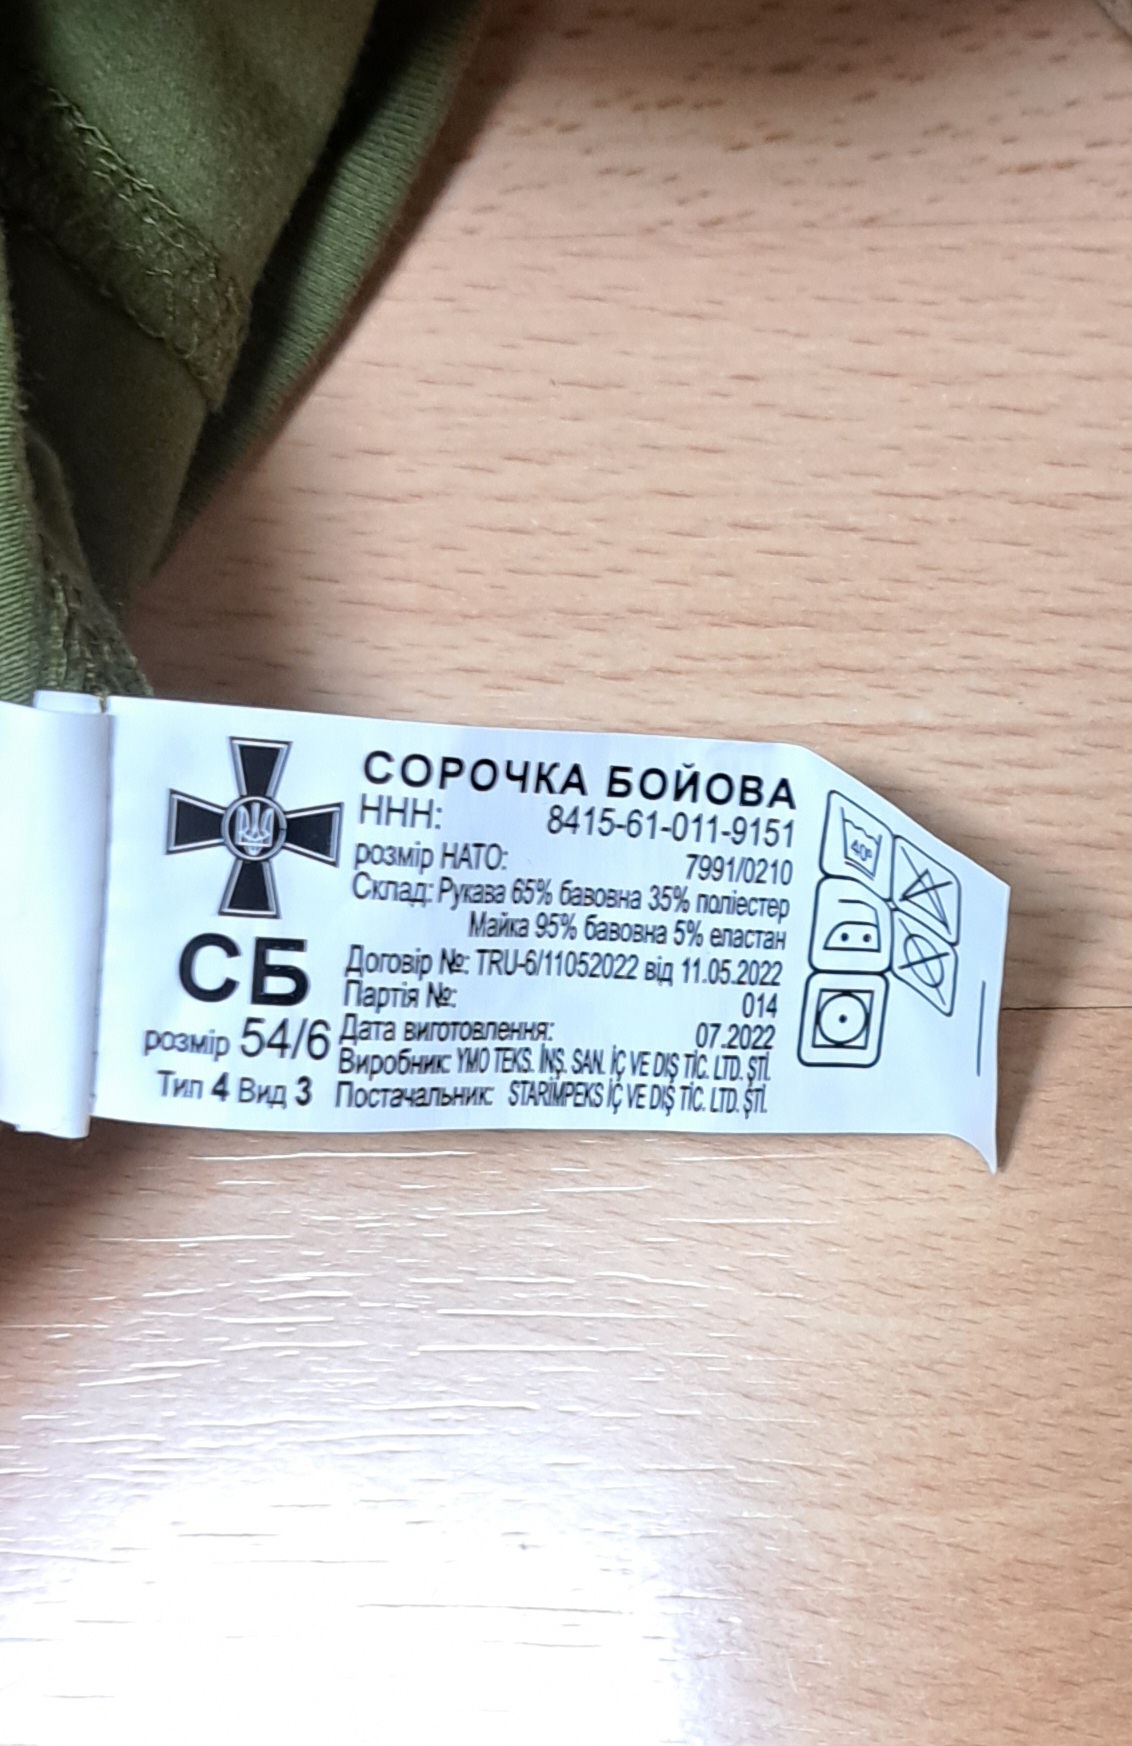 СОРОЧКА БОЙОВА
ННН: 8415-61-011-9151
розмір НАТО: 7991/0210
Склад: Рукава 65% бавовна 35% поліестер
Майка 95% бавовна 5% еластан
Договір №: TRU-6/11052022 від 11.05.2022
Партія №: 014
Дата виготовлення: 07.2022
Виробник: YMO TEKS. İNŞ. SAN. İÇ VE DIŞ TİC. LTD. ŞTİ.
Постачальник: STARİMPEKS İÇ VE DIŞ TİC. LTD. ŞTİ.
СБ
розмір 54/6
Тип 4 Вид 3
40°